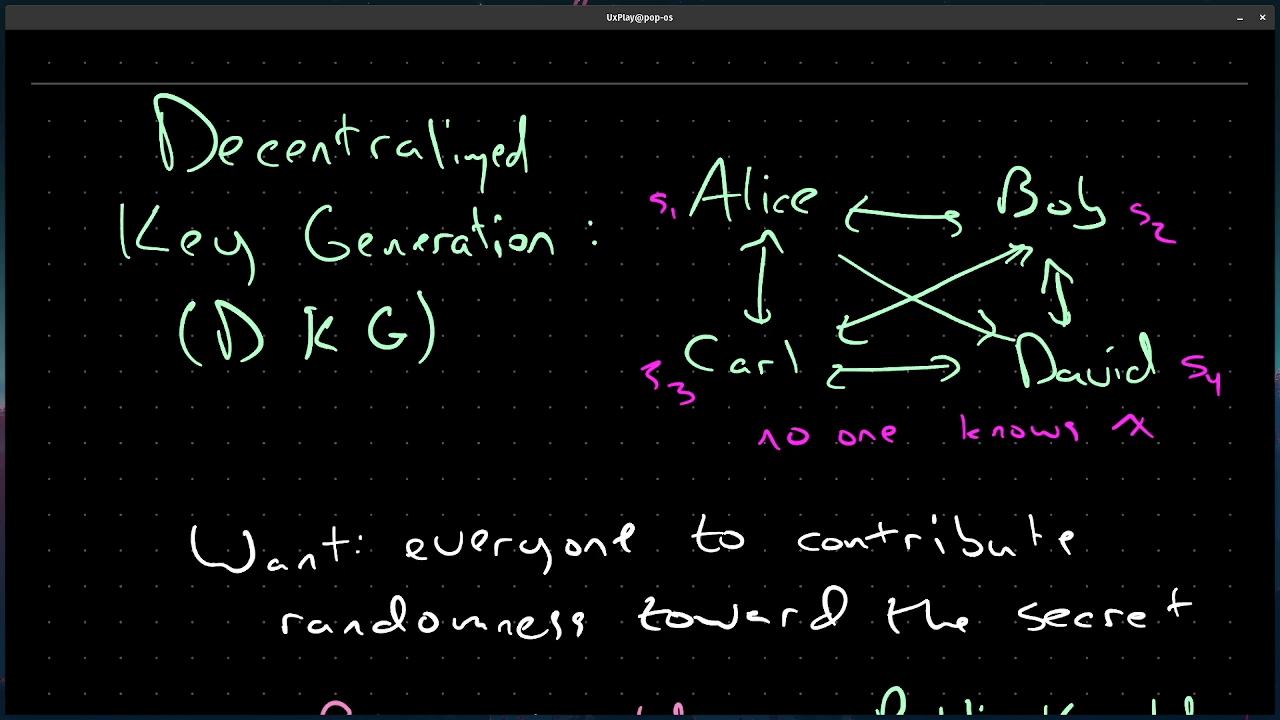 UxPlay@pop-os
Decentralized
Key Generation:
(DKG)
s1 Alice Bob s2
s3 Carl David s4
no one knows x
Want: everyone to contribute
randomness toward the secret